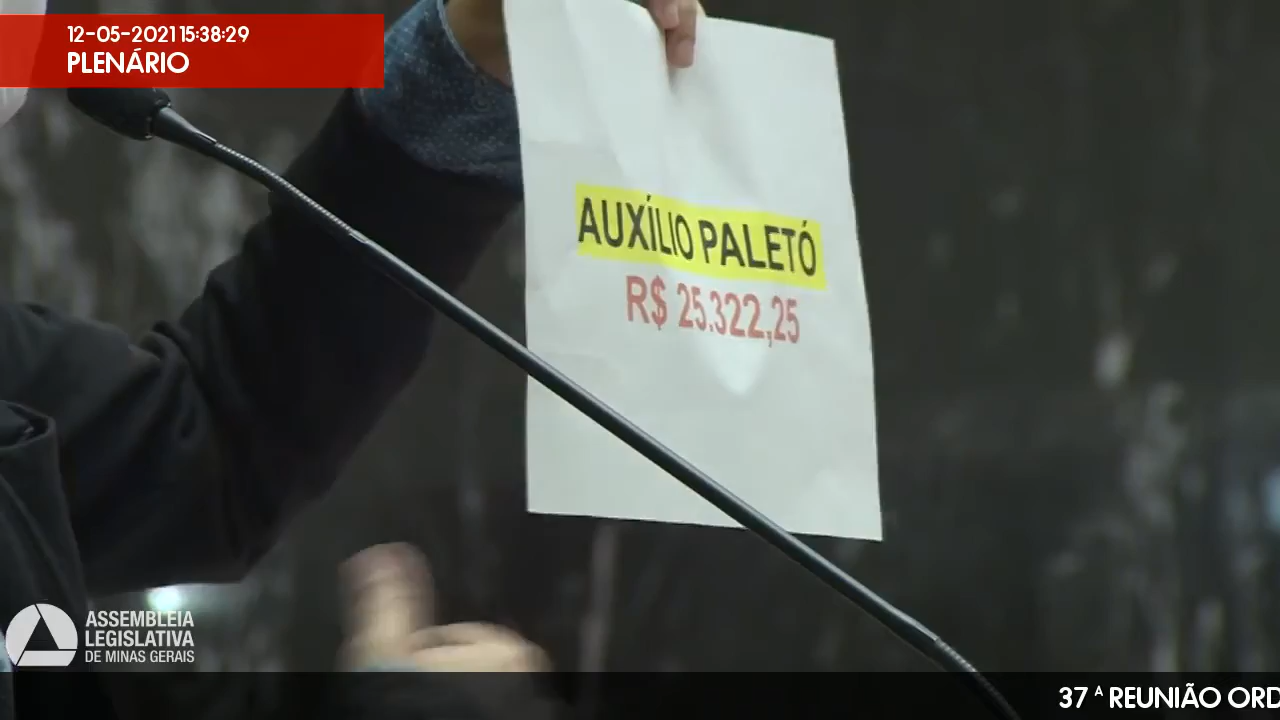 12-05-2021 15:38:29
PLENÁRIO
AUXÍLIO PALETÓ
R$ 25.322,25
ASSEMBLEIA
LEGISLATIVA
DE MINAS GERAIS
37ª REUNIÃO ORD